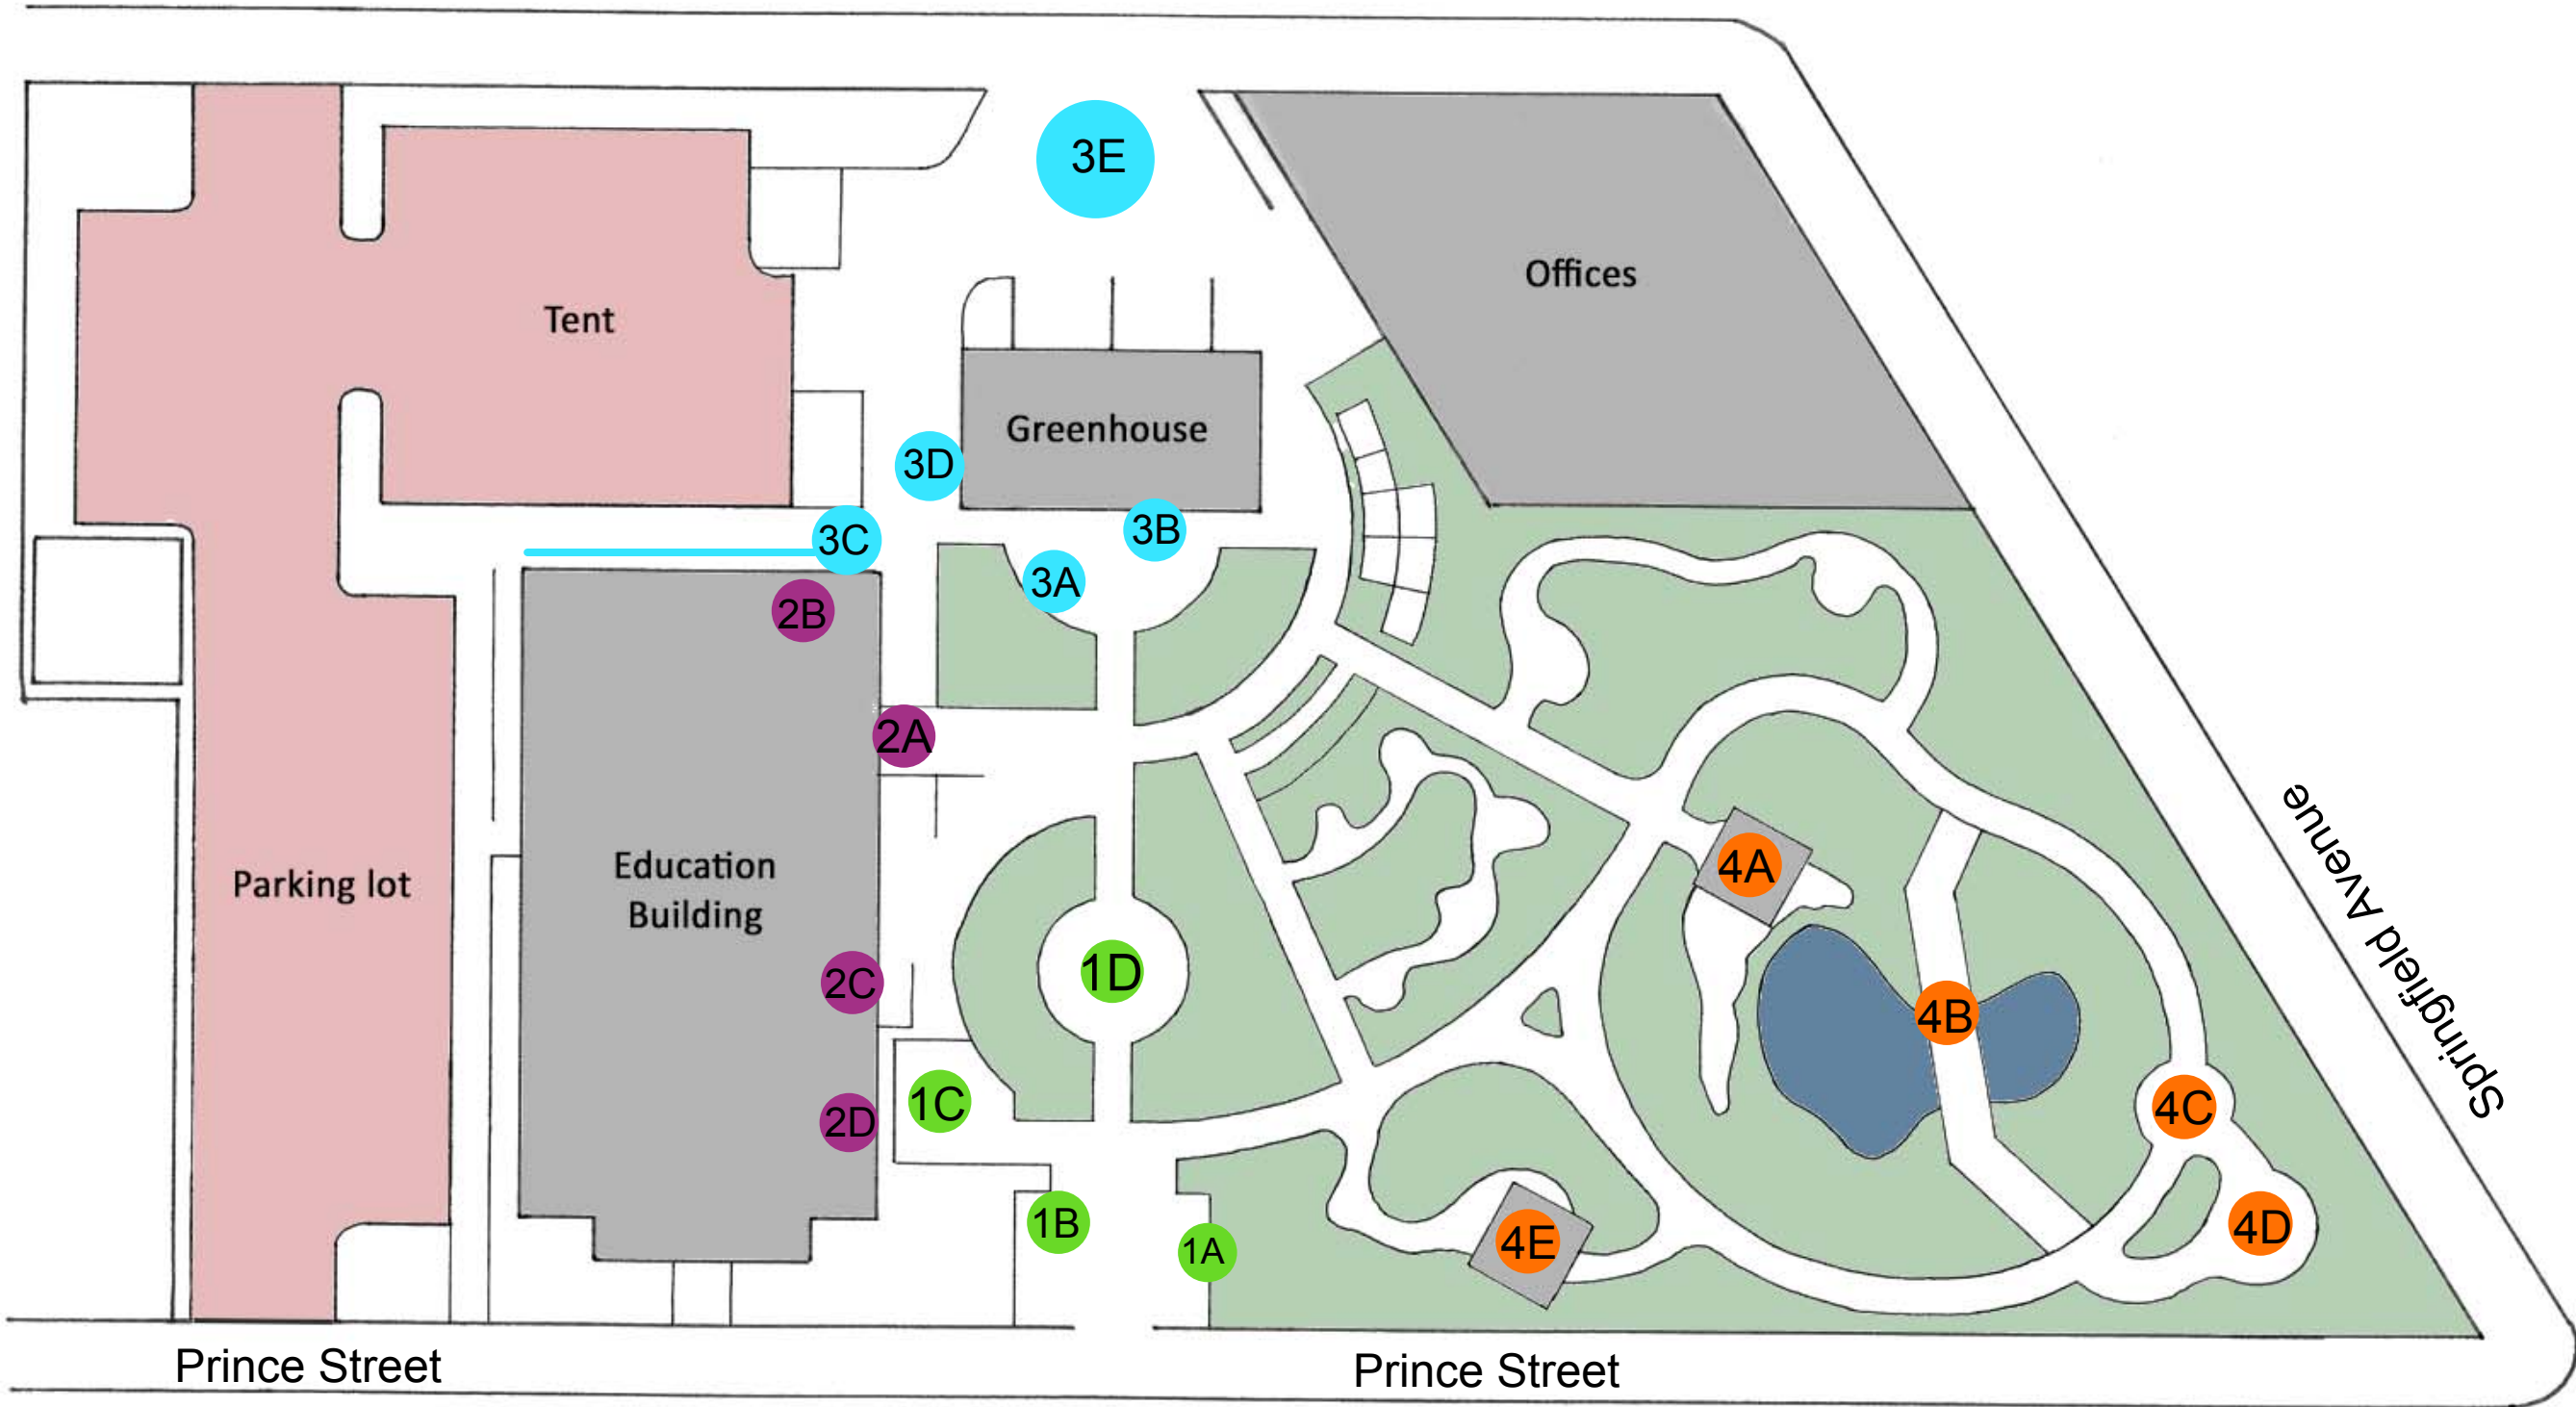 3E
Offices
Tent
Greenhouse
3D
3C
3B
3A
2B
2A
Springfield Avenue
Parking lot
Education
Building
4A
2C
1D
4B
1C
2D
4C
1B
1A
4E
4D
Prince Street
Prince Street